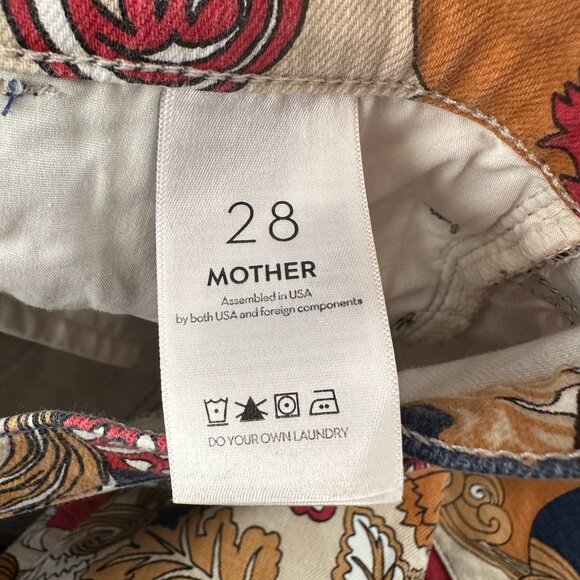 28
MOTHER
Assembled in USA
by both USA and foreign components
DO YOUR OWN LAUNDRY